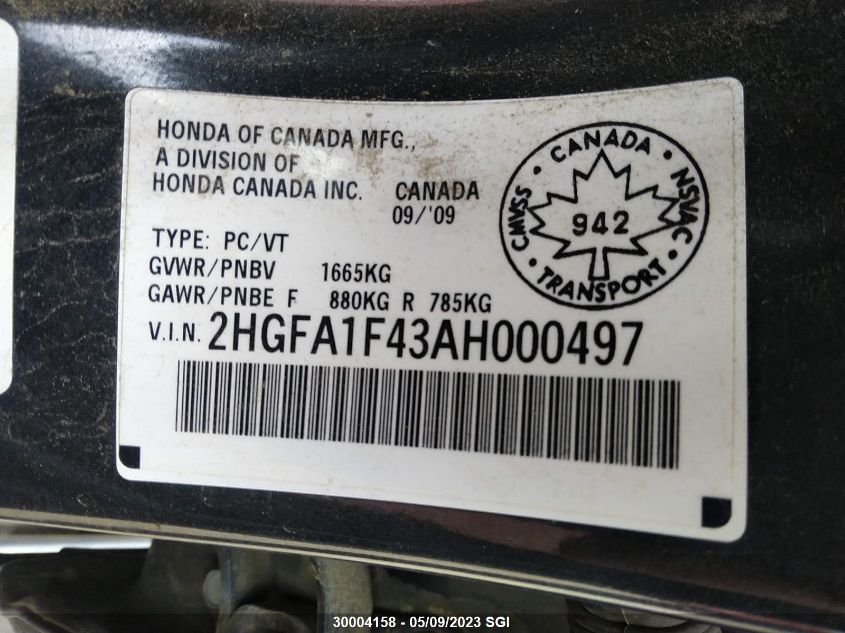 HONDA OF CANADA MFG.,
A DIVISION OF
HONDA CANADA INC. CANADA
09/'09
TYPE: PC/VT
GVWR/PNBV 1665KG
GAWR/PNBE F 880KG R 785KG
V.I.N. 2HGFA1F43AH000497
CANADA
CMVSS
NSVAC
942
TRANSPORT
30004158 - 05/09/2023 SGI